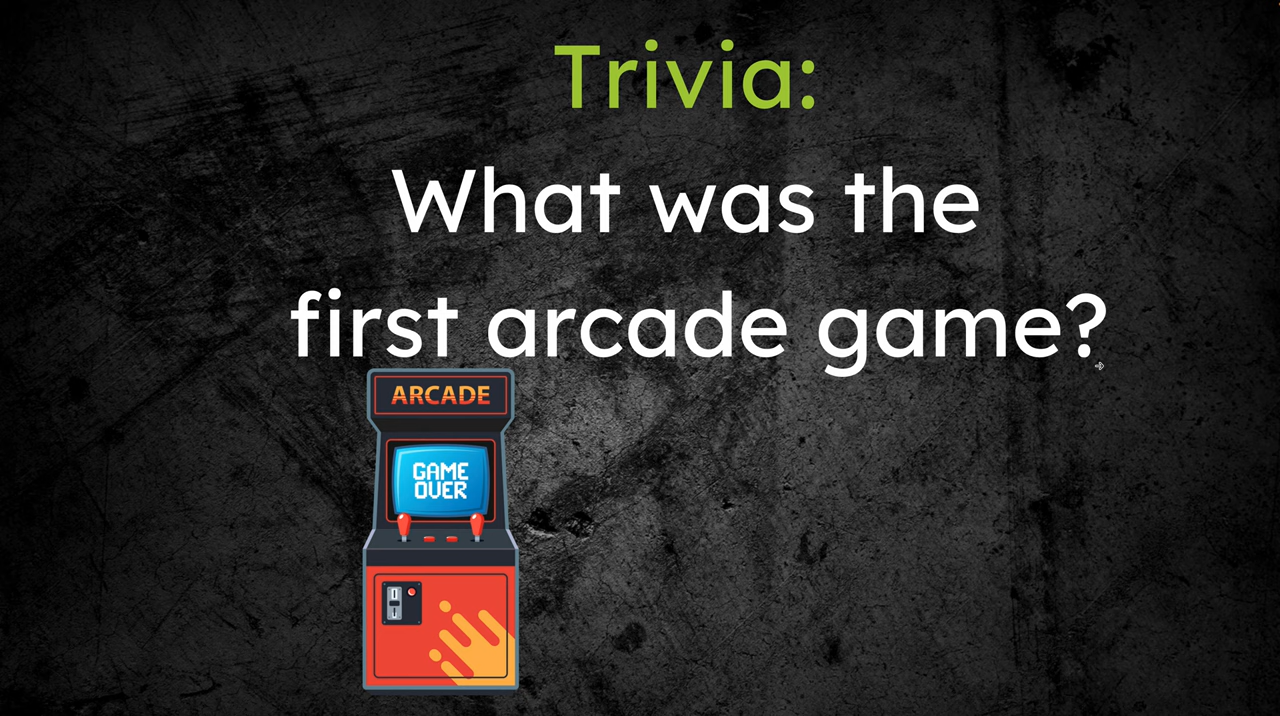 Trivia:
What was the
first arcade game?
ARCADE
GAME
OVER